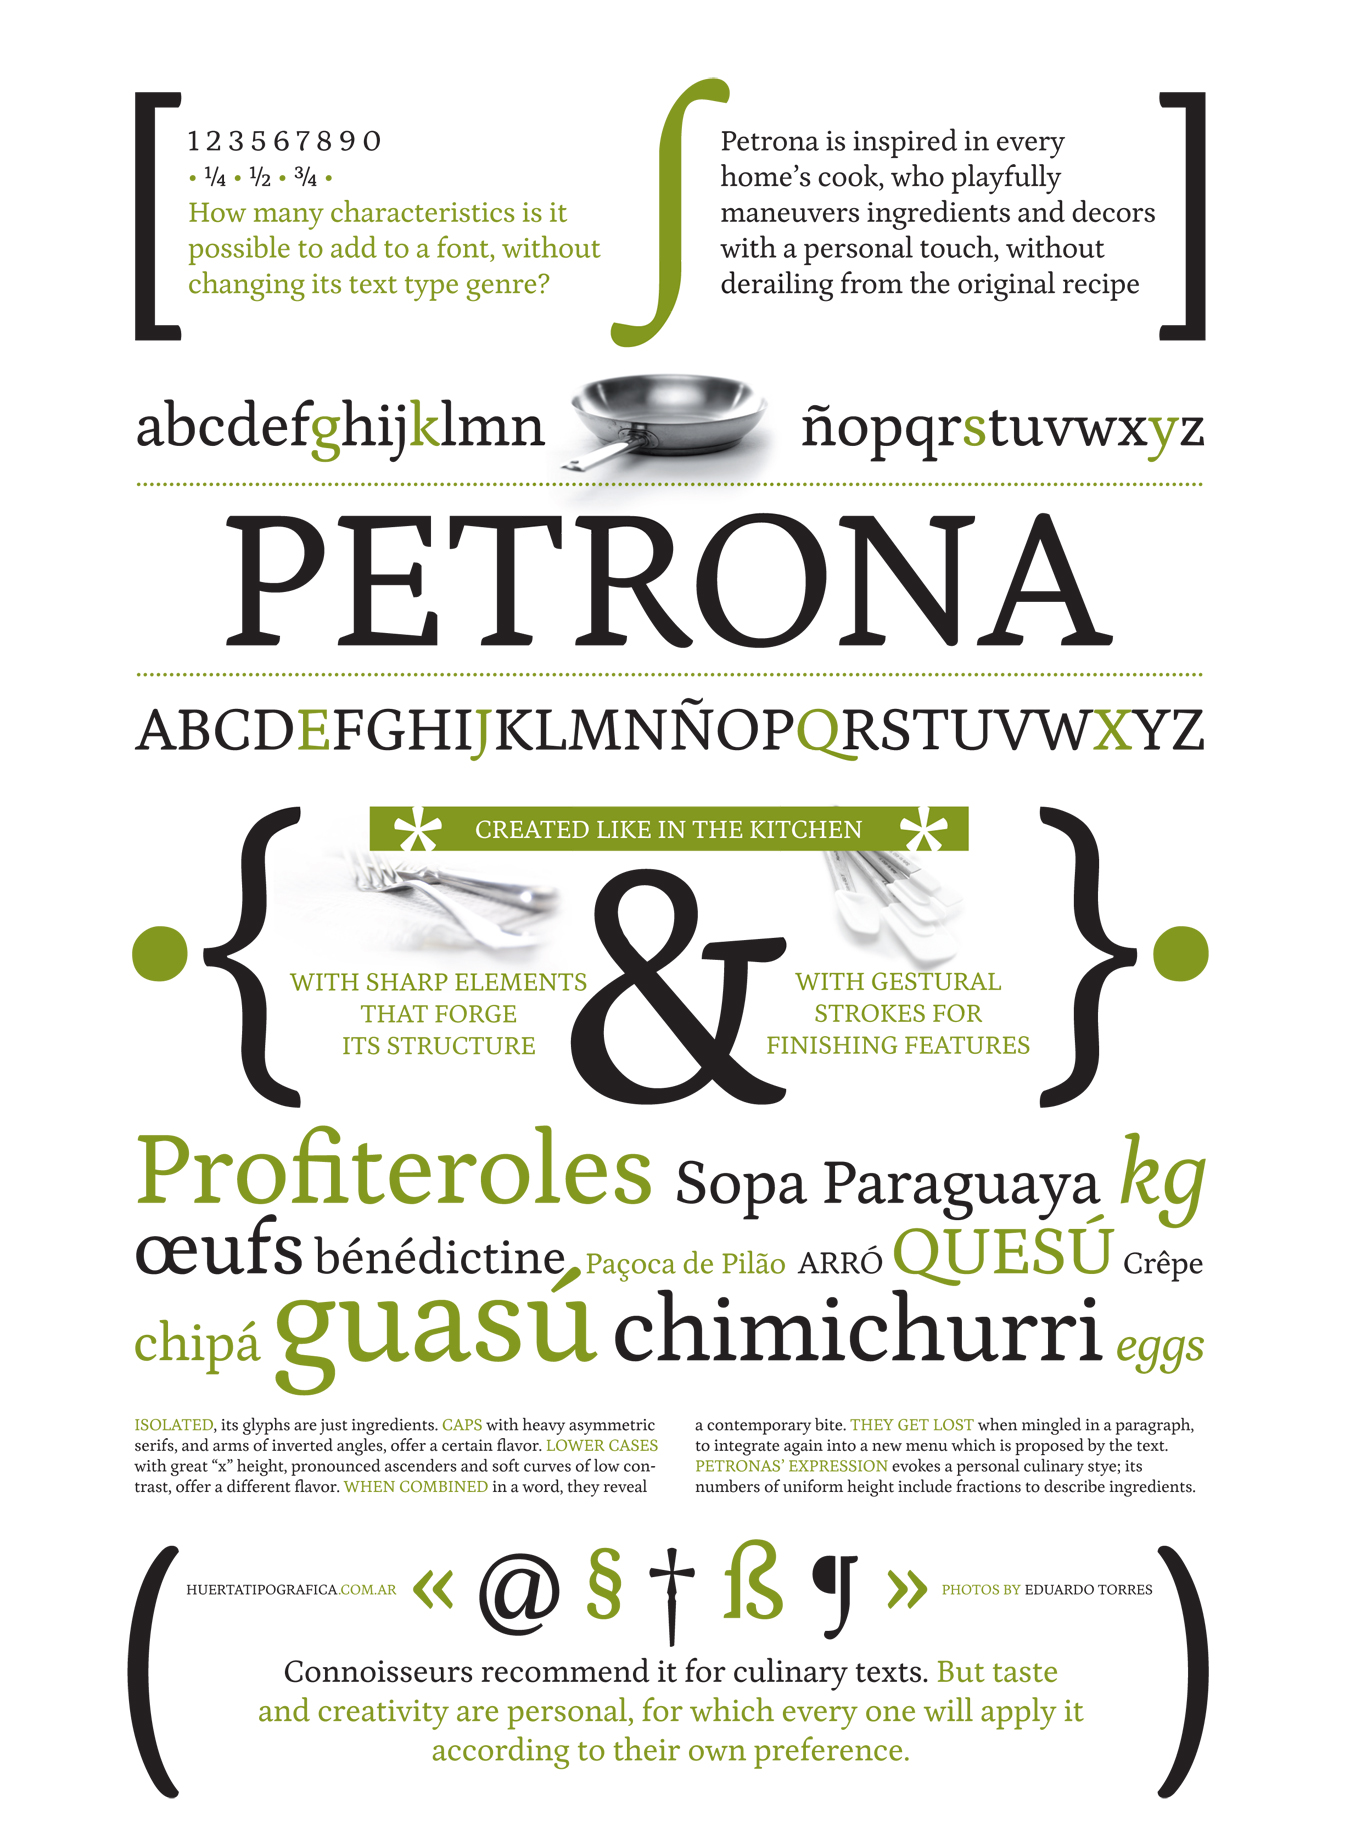 [
1 2 3 5 6 7 8 9 0
• ¼ • ½ • ¾ •
How many characteristics is it
possible to add to a font, without
changing its text type genre?
∫
Petrona is inspired in every
home’s cook, who playfully
maneuvers ingredients and decors
with a personal touch, without
derailing from the original recipe
]
abcdefghijklmn
ñopqrstuvwxyz
PETRONA
ABCDEFGHIJKLMNÑOPQRSTUVWXYZ
* CREATED LIKE IN THE KITCHEN *
• {
WITH SHARP ELEMENTS
THAT FORGE
ITS STRUCTURE
&
WITH GESTURAL
STROKES FOR
FINISHING FEATURES
} •
Profiteroles Sopa Paraguaya kg
œufs bénédictine Paçoca de Pilão ARRÓ QUESÚ Crêpe
chipá guasú chimichurri eggs
ISOLATED, its glyphs are just ingredients. CAPS with heavy asymmetric
serifs, and arms of inverted angles, offer a certain flavor. LOWER CASES
with great “x” height, pronounced ascenders and soft curves of low con-
trast, offer a different flavor. WHEN COMBINED in a word, they reveal
a contemporary bite. THEY GET LOST when mingled in a paragraph,
to integrate again into a new menu which is proposed by the text.
PETRONAS’ EXPRESSION evokes a personal culinary stye; its
numbers of uniform height include fractions to describe ingredients.
(
HUERTATIPOGRAFICA.COM.AR « @ § † ß ¶ » PHOTOS BY EDUARDO TORRES
Connoisseurs recommend it for culinary texts. But taste
and creativity are personal, for which every one will apply it
according to their own preference.
)